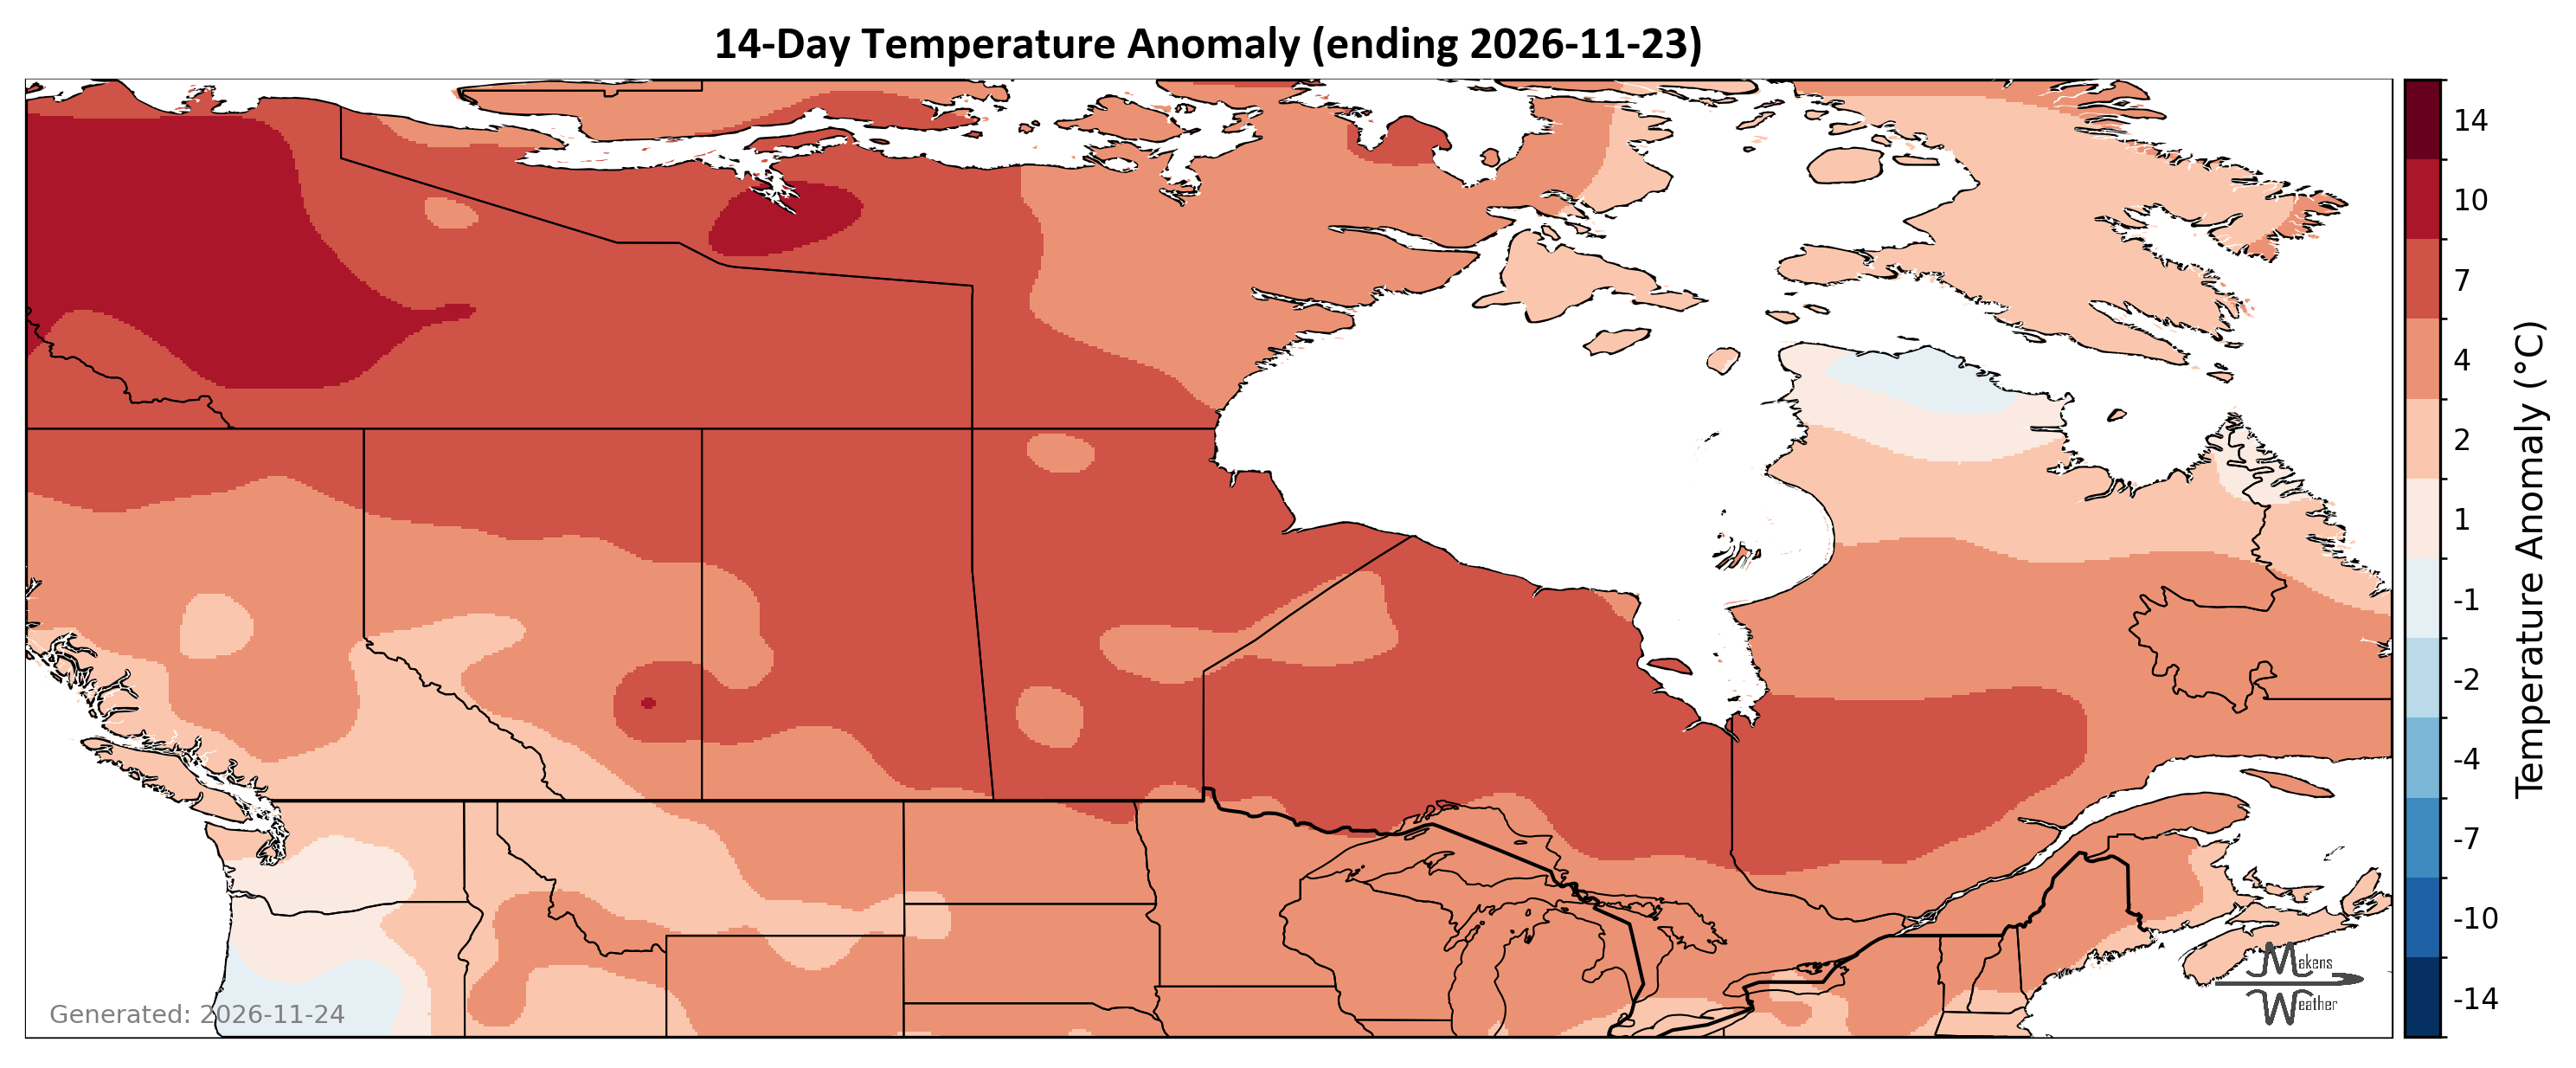 14-Day Temperature Anomaly (ending 2026-11-23)
14
10
7
4
2
1
-1
-2
-4
-7
-10
-14
Temperature Anomaly (°C)
Generated: 2026-11-24
Makens
Weather